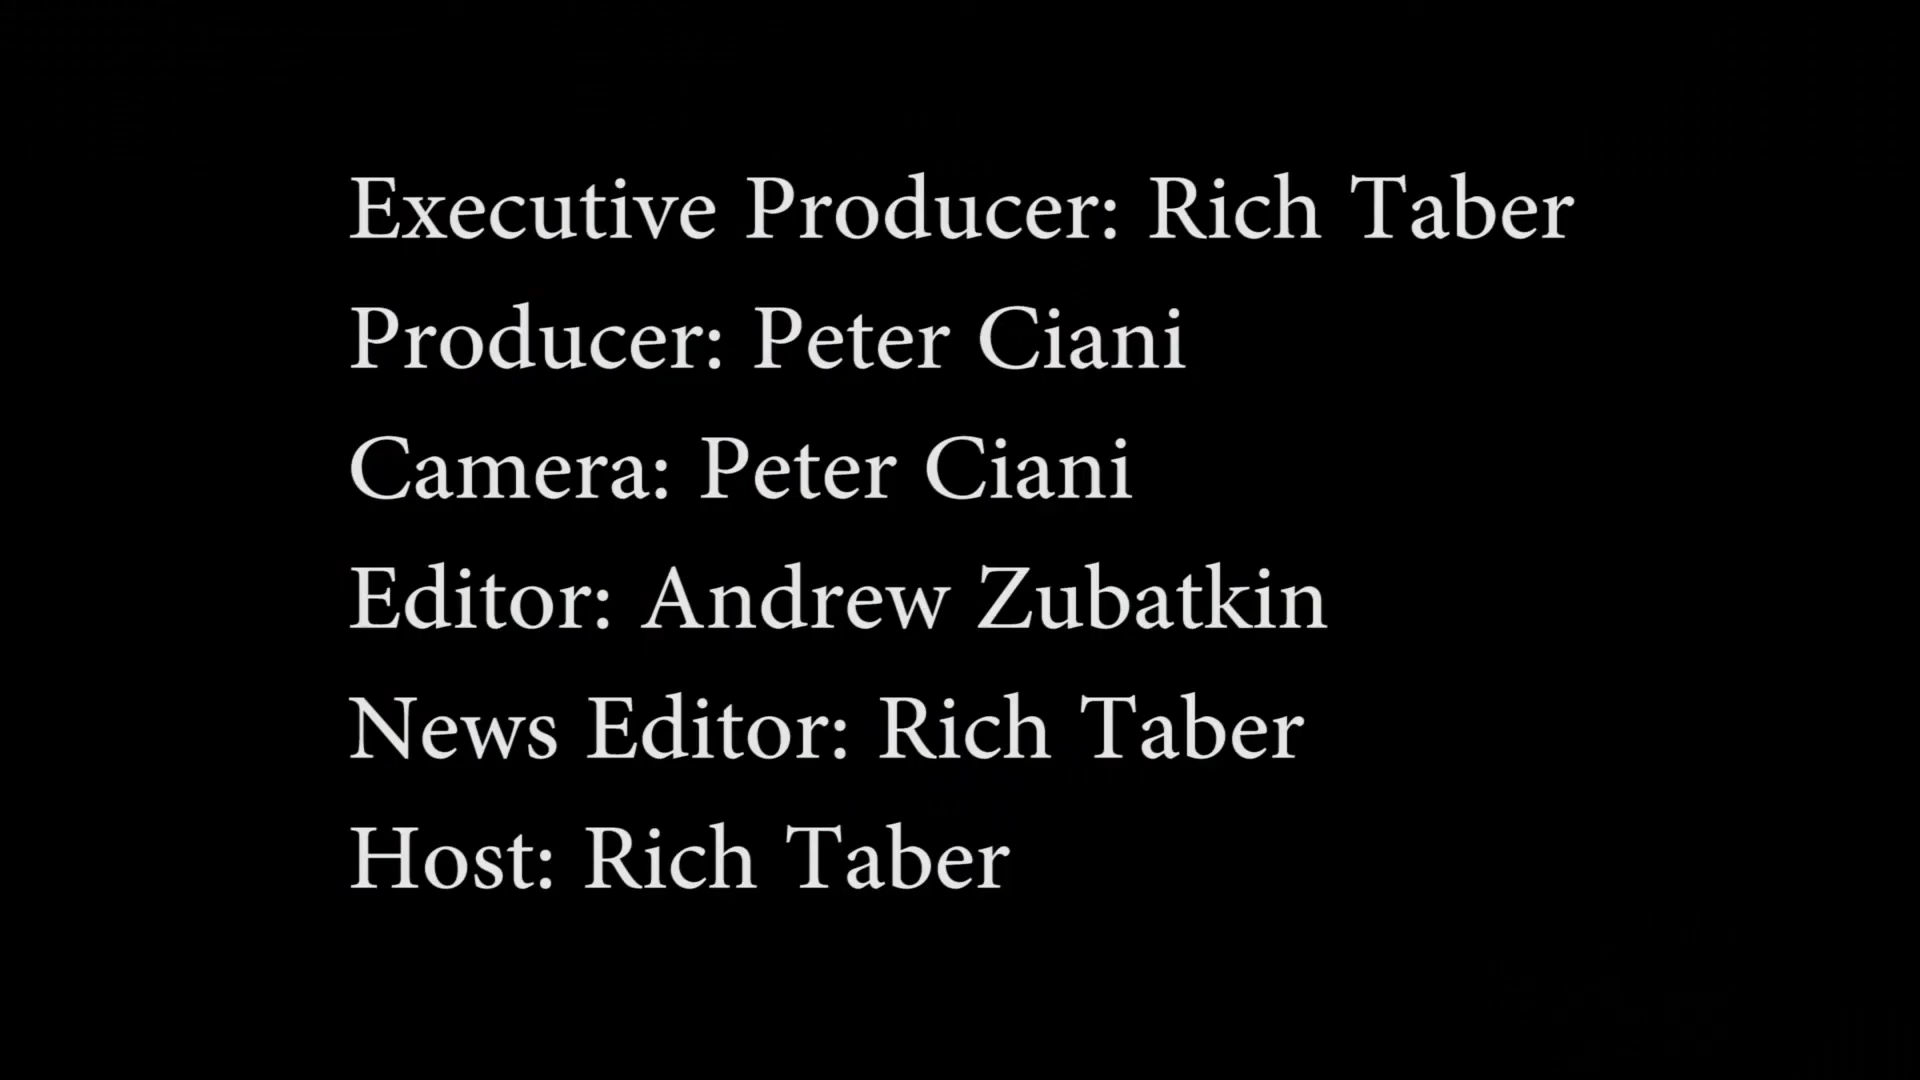 Executive Producer: Rich Taber
Producer: Peter Ciani
Camera: Peter Ciani
Editor: Andrew Zubatkin
News Editor: Rich Taber
Host: Rich Taber